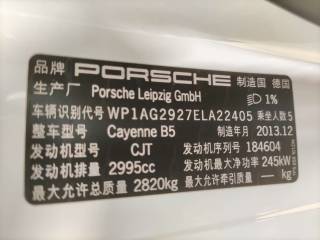 品牌 PORSCHE 制造国 德国
生产厂 Porsche Leipzig GmbH 1%
车辆识别代号 WP1AG2927ELA22405 乘坐人数 5
整车型号 Cayenne B5 制造年月 2013.12
发动机型号 CJT 发动机序列号 184604
发动机排量 2995cc 发动机最大净功率 245kW
最大允许总质量 2820kg 最大允许牵引质量 — kg